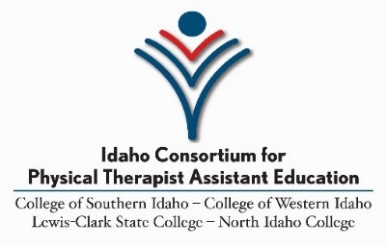 Idaho Consortium for
Physical Therapist Assistant Education
College of Southern Idaho – College of Western Idaho
Lewis-Clark State College – North Idaho College